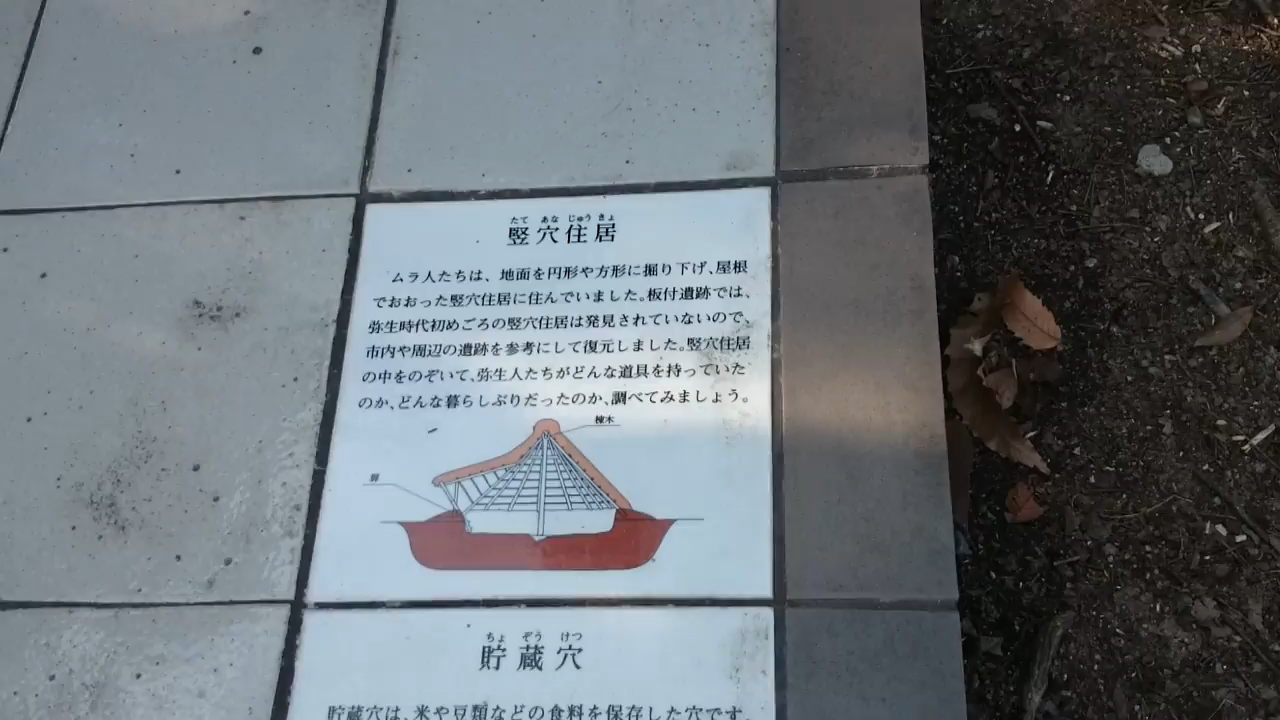 たて あな じゅう きょ
竪穴住居
ムラ人たちは、地面を円形や方形に掘り下げ、屋根
でおおった竪穴住居に住んでいました。板付遺跡では、
弥生時代初めごろの竪穴住居は発見されていないので、
市内や周辺の遺跡を参考にして復元しました。竪穴住居
の中をのぞいて、弥生人たちがどんな道具を持っていた
のか、どんな暮らしぶりだったのか、調べてみましょう。
棟木
ちょ ぞう けつ
貯蔵穴
貯蔵穴は、米や豆類などの食料を保存した穴です。